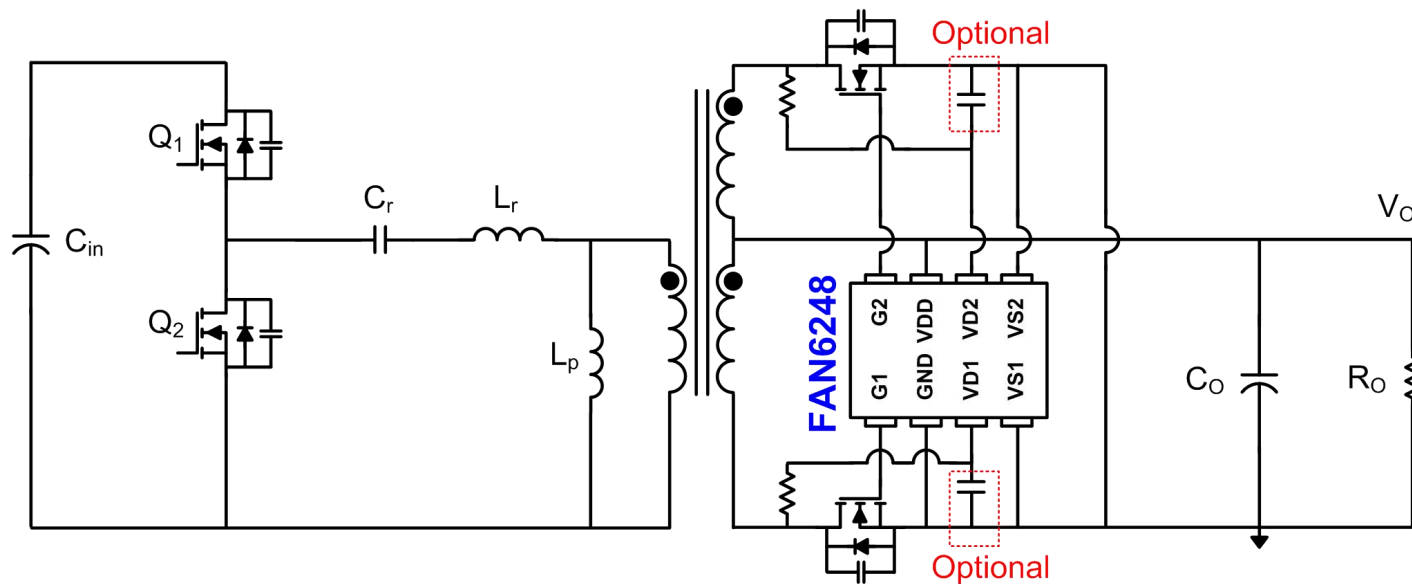 Optional
Q1
Cr
Lr
VO
Cin
FAN6248
G2
VDD
VD2
VS2
Q2
Lp
G1
GND
VD1
VS1
CO
RO
Optional